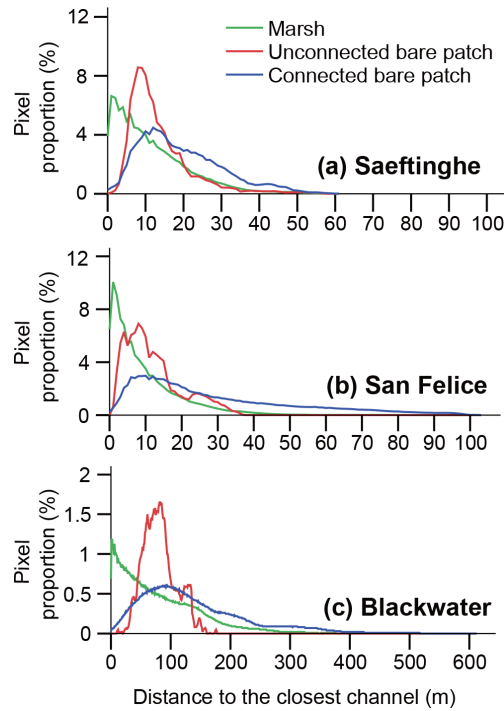 Marsh
Unconnected bare patch
Connected bare patch
Pixel
proportion (%)
12
8
4
0
(a) Saeftinghe
0 10 20 30 40 50 60 70 80 90 100
Pixel
proportion (%)
12
8
4
0
(b) San Felice
0 10 20 30 40 50 60 70 80 90 100
Pixel
proportion (%)
2
1.5
1
0.5
0
(c) Blackwater
0 100 200 300 400 500 600
Distance to the closest channel (m)